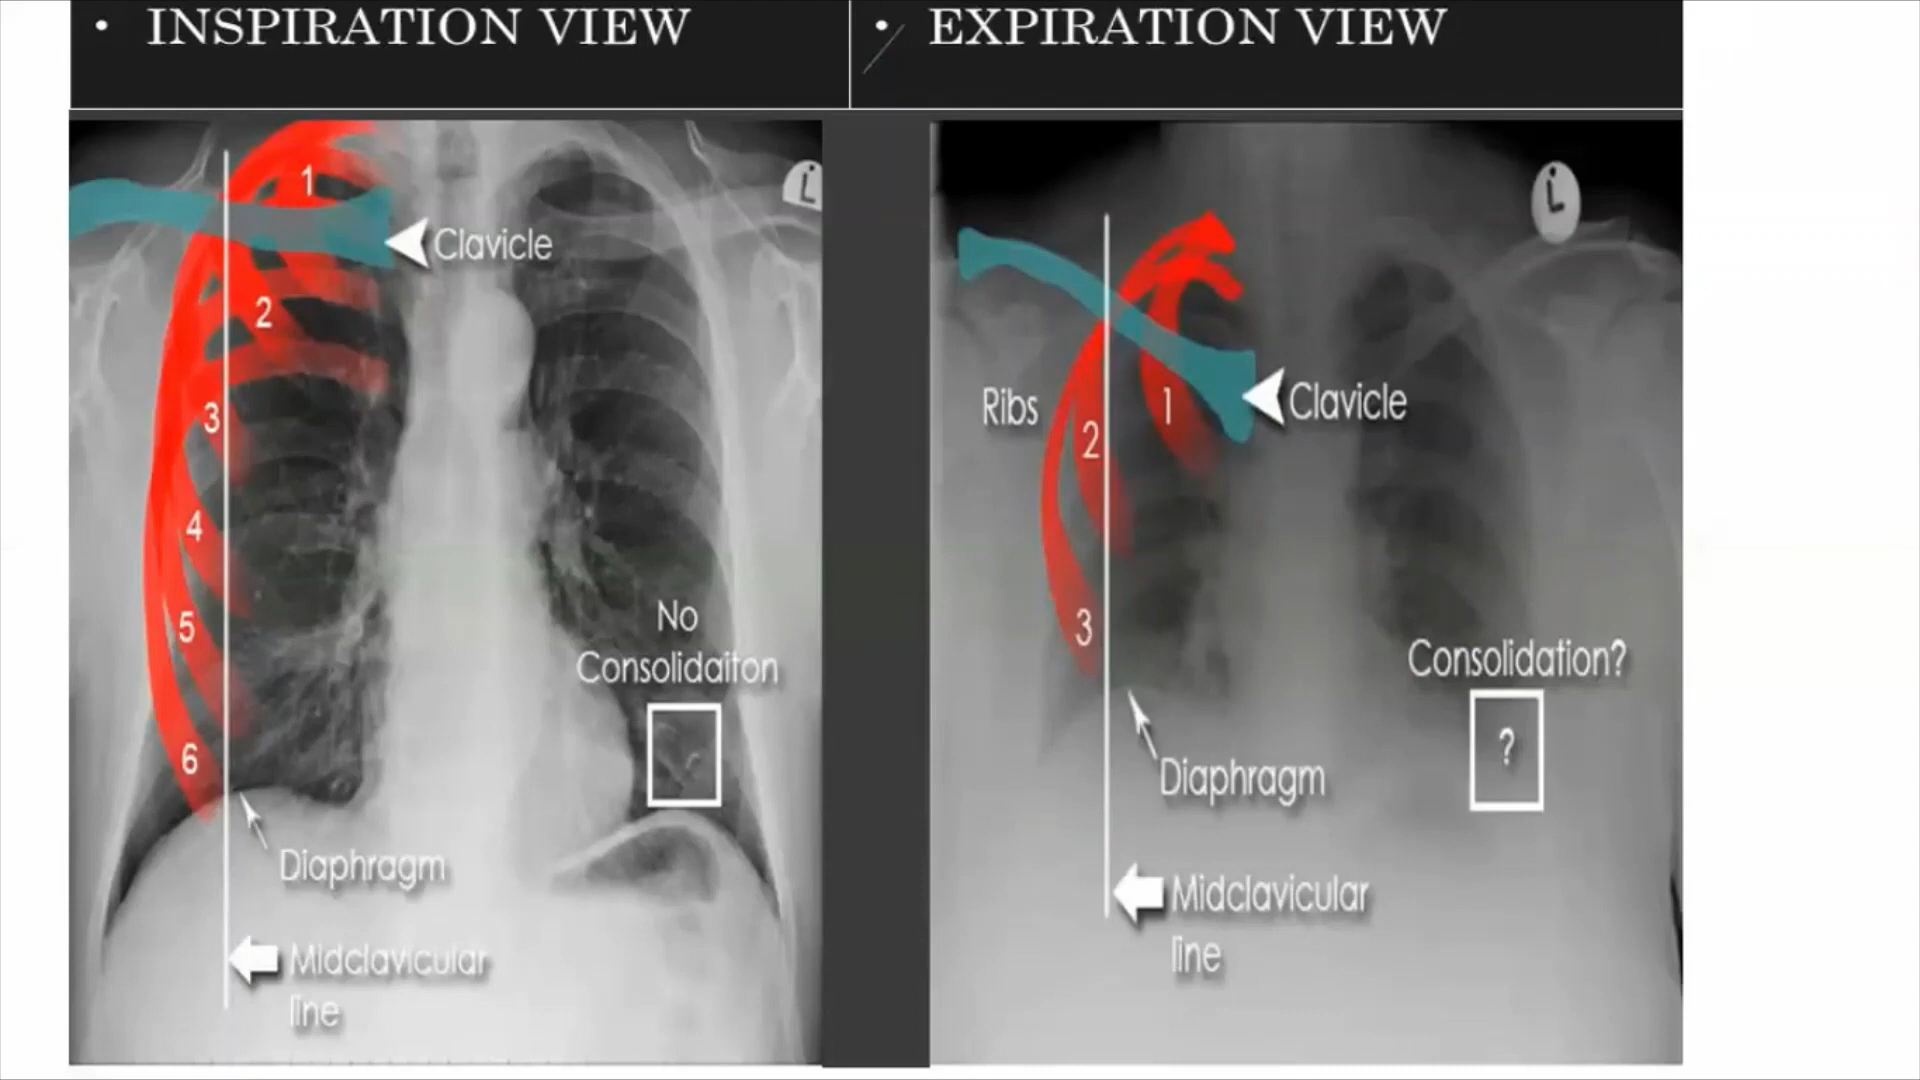 • INSPIRATION VIEW
• EXPIRATION VIEW
1
L
Clavicle
2
3
4
5
6
No
Consolidaiton
Diaphragm
Midclavicular
line
L
Ribs
1
Clavicle
2
3
Consolidation?
?
Diaphragm
Midclavicular
line